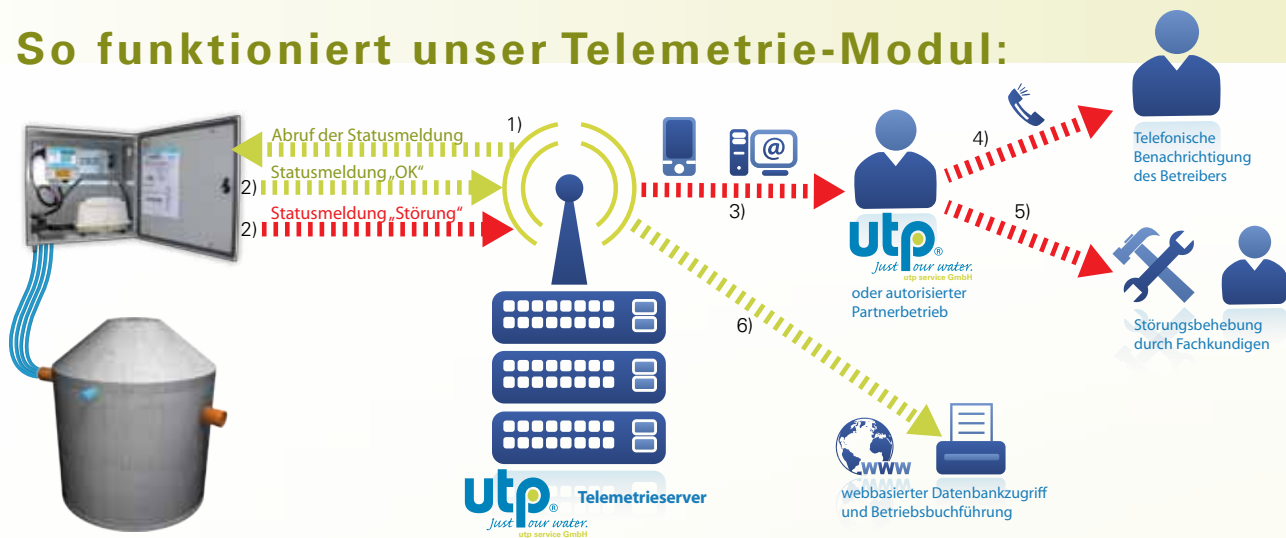 So funktioniert unser Telemetrie-Modul:
Abruf der Statusmeldung
1)
Statusmeldung „OK“
2)
Statusmeldung „Störung“
2)
3)
@
4)
Telefonische
Benachrichtigung
des Betreibers
5)
utp®
Just your water.
utp service GmbH
oder autorisierter
Partnerbetrieb
Störungsbehebung
durch Fachkundigen
6)
www
webbasierter Datenbankzugriff
und Betriebsbuchführung
utp®
Just your water.
utp service GmbH
Telemetrieserver